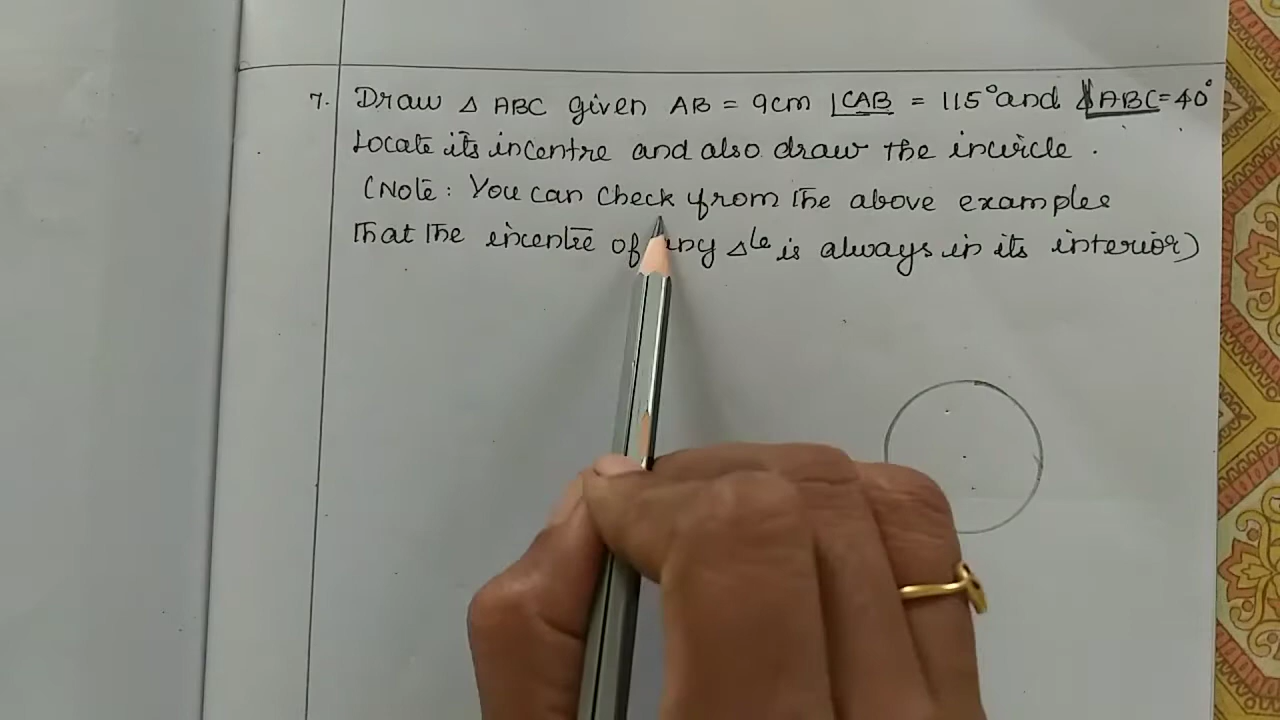 7. Draw △ ABC given AB = 9cm ∠CAB = 115° and ∠ABC = 40°
Locate its incentre and also draw the incircle.
(Note: You can check from the above examples
that the incentre of any △le is always in its interior)